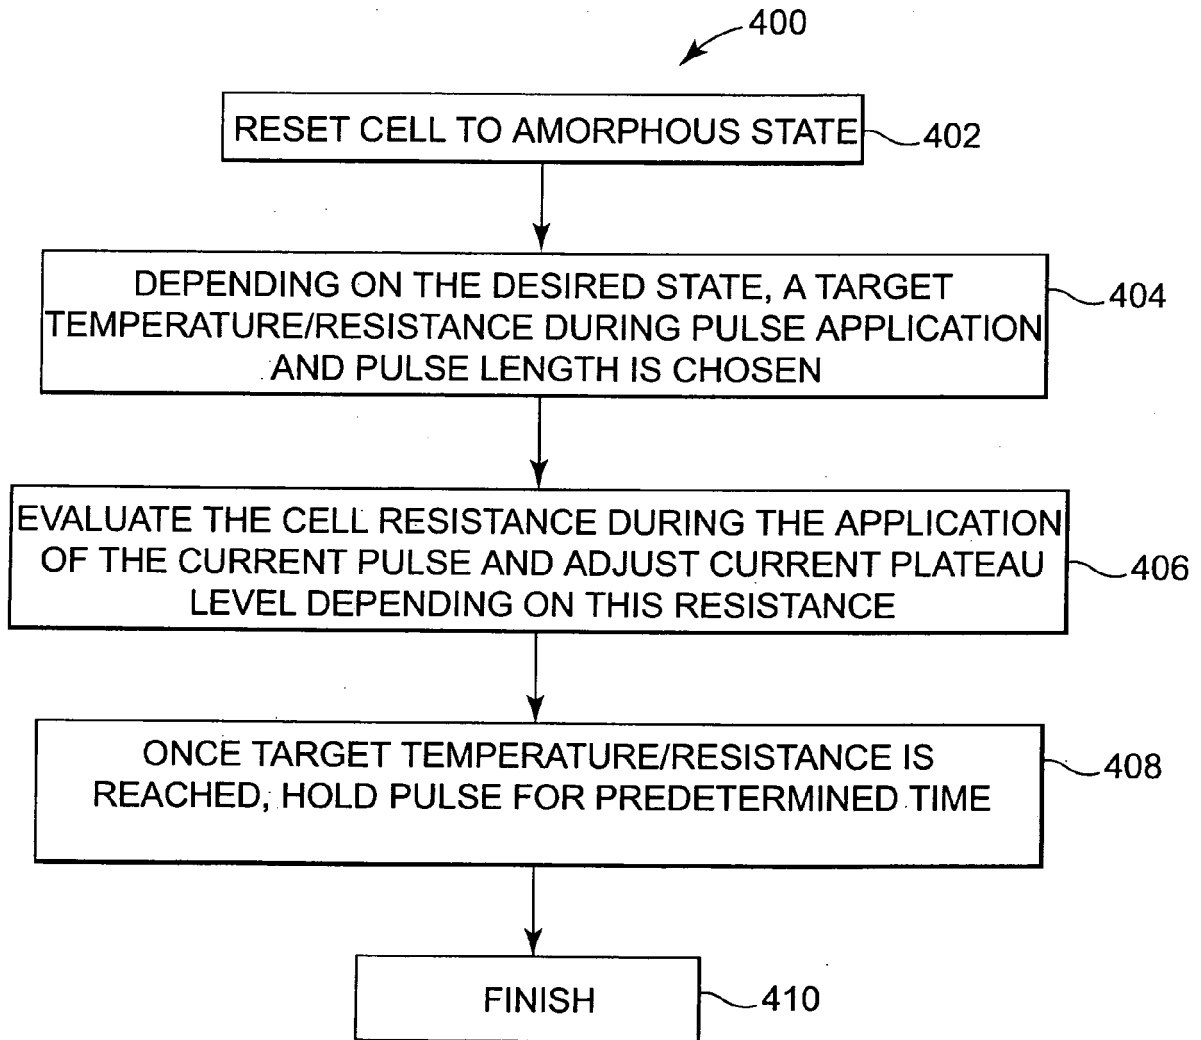 400
RESET CELL TO AMORPHOUS STATE
402
DEPENDING ON THE DESIRED STATE, A TARGET
TEMPERATURE/RESISTANCE DURING PULSE APPLICATION
AND PULSE LENGTH IS CHOSEN
404
EVALUATE THE CELL RESISTANCE DURING THE APPLICATION
OF THE CURRENT PULSE AND ADJUST CURRENT PLATEAU
LEVEL DEPENDING ON THIS RESISTANCE
406
ONCE TARGET TEMPERATURE/RESISTANCE IS
REACHED, HOLD PULSE FOR PREDETERMINED TIME
408
FINISH
410